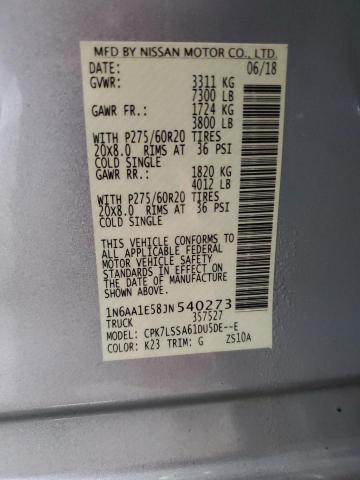 MFD BY NISSAN MOTOR CO., LTD.
DATE: 06/18
GVWR: 3311 KG
7300 LB
GAWR FR.: 1724 KG
3800 LB
WITH P275/60R20 TIRES
20X8.0 RIMS AT 36 PSI
COLD SINGLE
GAWR RR.: 1820 KG
4012 LB
WITH P275/60R20 TIRES
20X8.0 RIMS AT 36 PSI
COLD SINGLE
THIS VEHICLE CONFORMS TO
ALL APPLICABLE FEDERAL
MOTOR VEHICLE SAFETY
STANDARDS IN EFFECT ON
THE DATE OF MANUFACTURE
SHOWN ABOVE.
1N6AA1E58JN540273
TRUCK 357527
MODEL: CPK7LSSA61DU5DE--E
COLOR: K23 TRIM: G ZS10A